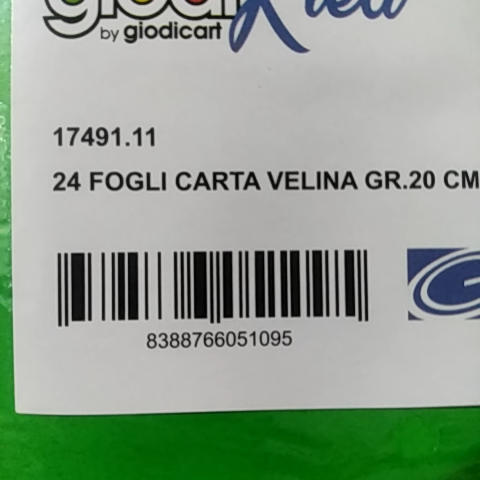 by giodicart
17491.11
24 FOGLI CARTA VELINA GR.20 CM
8388766051095